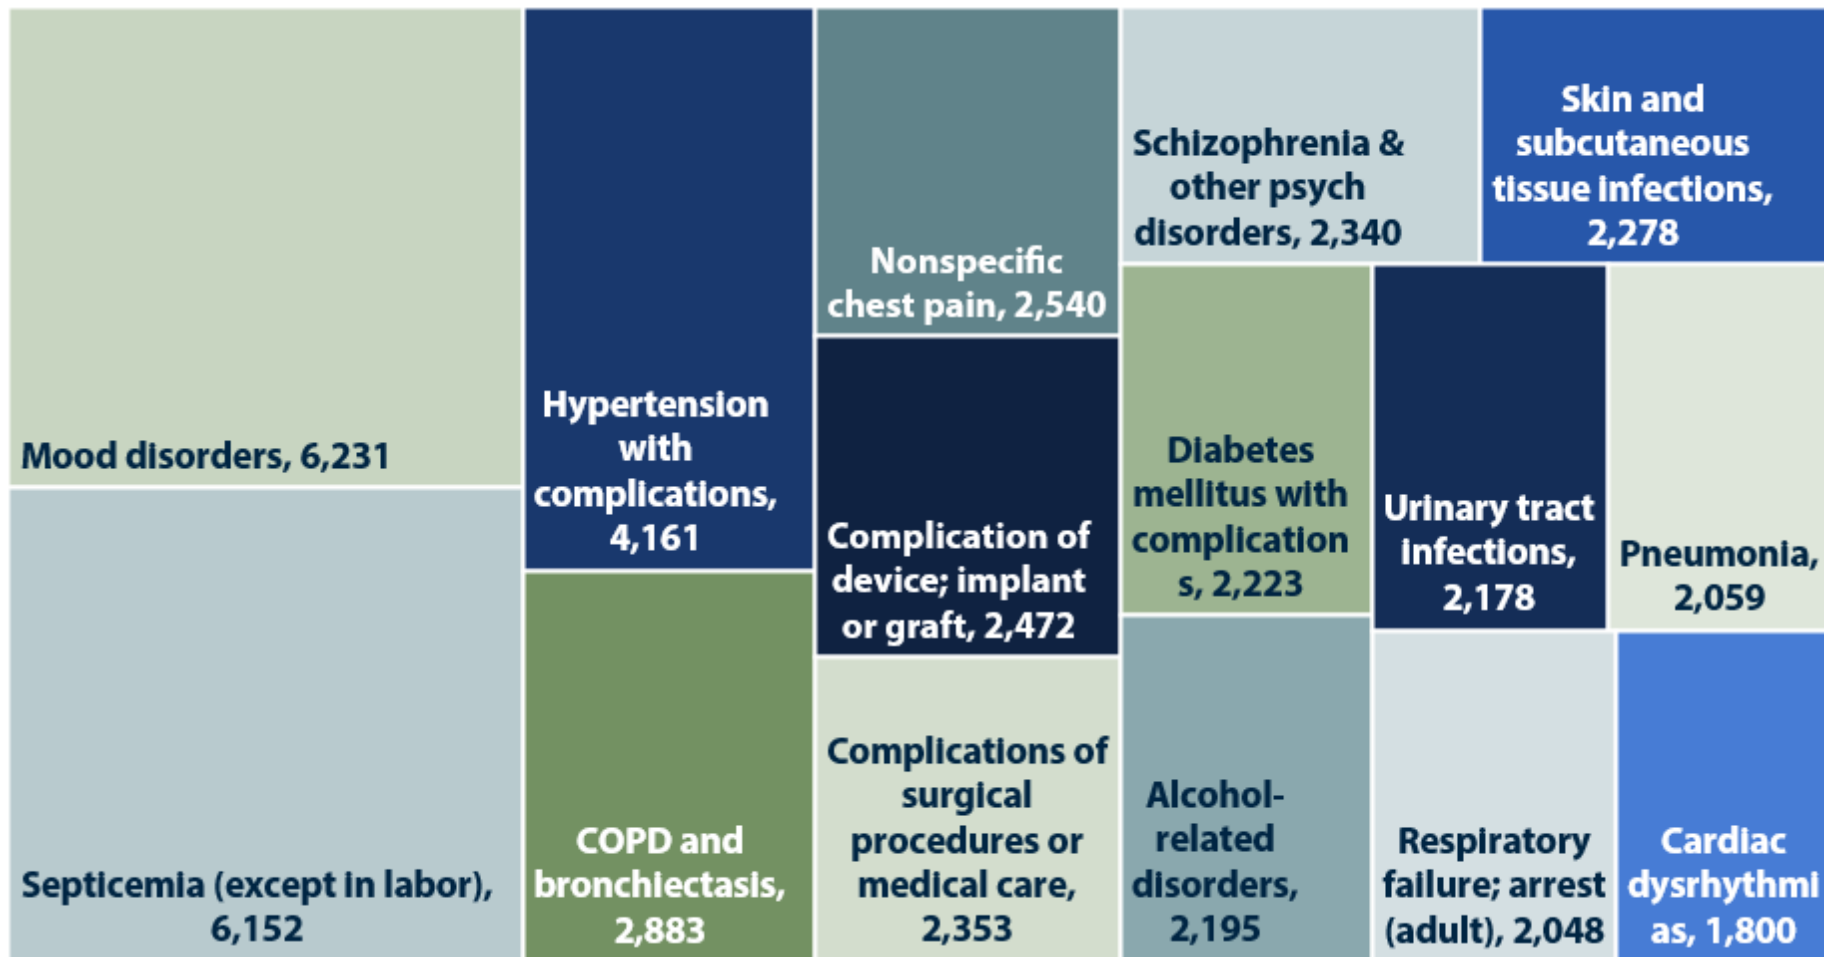 Mood disorders, 6,231
Septicemia (except in labor),
6,152
Hypertension
with
complications,
4,161
COPD and
bronchiectasis,
2,883
Nonspecific
chest pain, 2,540
Complication of
device; implant
or graft, 2,472
Complications of
surgical
procedures or
medical care,
2,353
Schizophrenia &
other psych
disorders, 2,340
Skin and
subcutaneous
tissue infections,
2,278
Diabetes
mellitus with
complication
s, 2,223
Alcohol-
related
disorders,
2,195
Urinary tract
infections,
2,178
Pneumonia,
2,059
Respiratory
failure; arrest
(adult), 2,048
Cardiac
dysrhythmi
as, 1,800